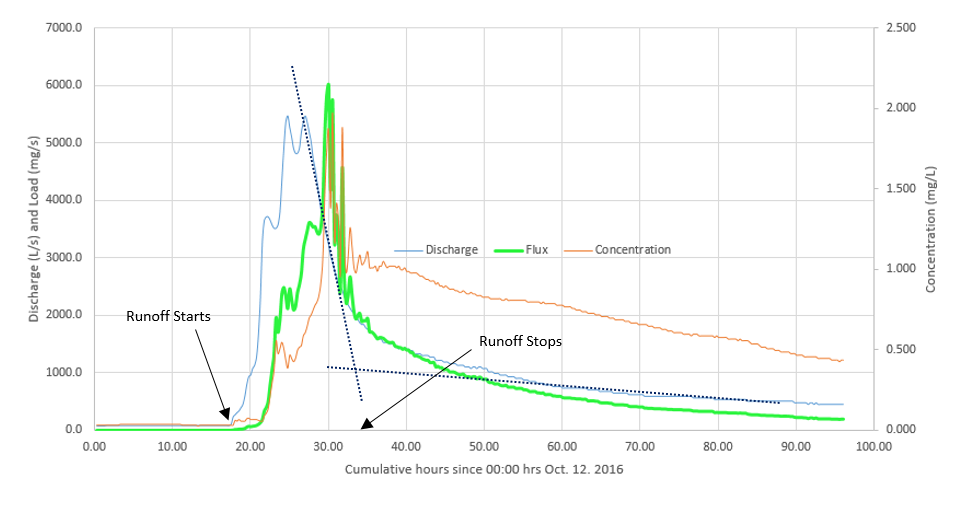 7000.0
6000.0
5000.0
4000.0
3000.0
2000.0
1000.0
0.0
Discharge (L/s) and Load (mg/s)
2.500
2.000
1.500
1.000
0.500
0.000
Concentration (mg/L)
Discharge Flux Concentration
Runoff Starts
Runoff Stops
0.00 10.00 20.00 30.00 40.00 50.00 60.00 70.00 80.00 90.00 100.00
Cumulative hours since 00:00 hrs Oct. 12. 2016